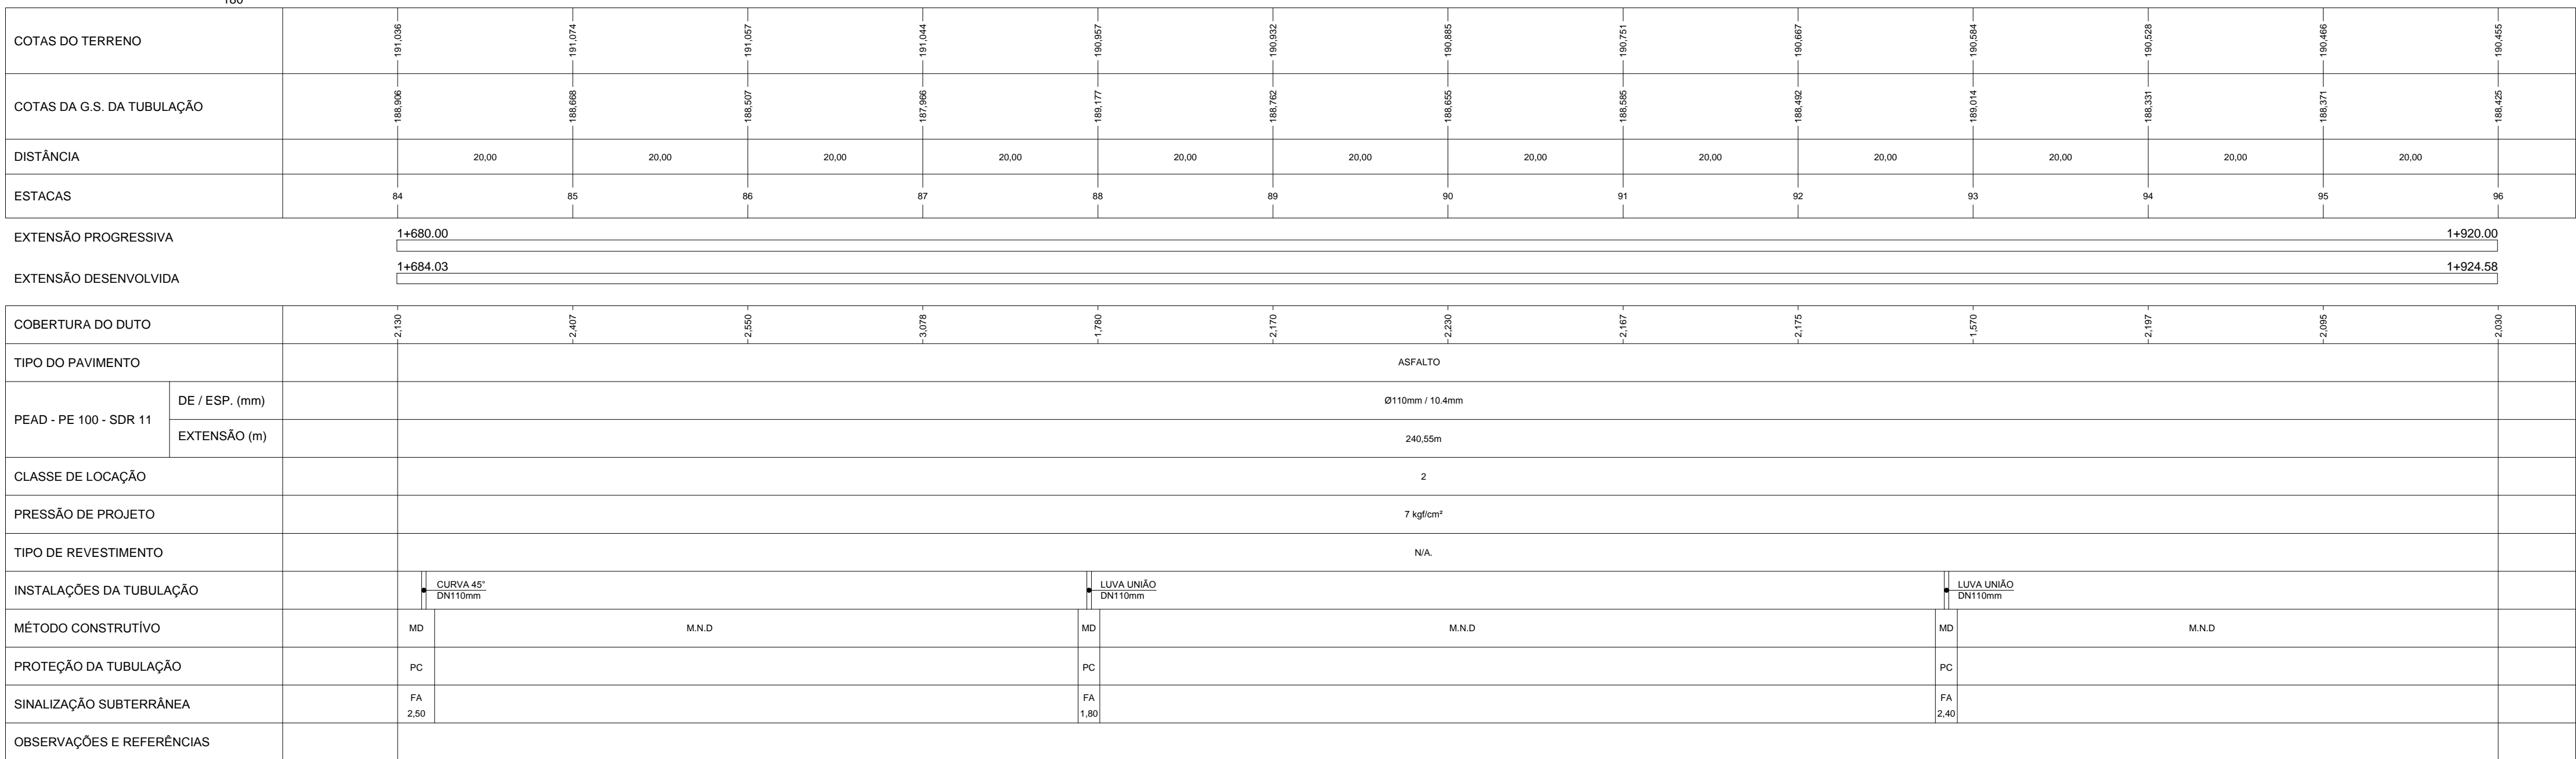 180
COTAS DO TERRENO 191,036 191,074 191,057 191,044 190,957 190,932 190,885 190,751 190,667 190,584 190,528 190,466 190,455
COTAS DA G.S. DA TUBULAÇÃO 188,906 188,668 188,507 187,966 189,177 188,762 188,655 188,585 188,492 189,014 188,331 188,371 188,425
DISTÂNCIA 20,00 20,00 20,00 20,00 20,00 20,00 20,00 20,00 20,00 20,00 20,00 20,00
ESTACAS 84 85 86 87 88 89 90 91 92 93 94 95 96
EXTENSÃO PROGRESSIVA 1+680.00 1+920.00
EXTENSÃO DESENVOLVIDA 1+684.03 1+924.58
COBERTURA DO DUTO 2,130 2,407 2,550 3,078 1,780 2,170 2,230 2,167 2,175 1,570 2,197 2,095 2,030
TIPO DO PAVIMENTO ASFALTO
PEAD - PE 100 - SDR 11
DE / ESP. (mm) Ø110mm / 10.4mm
EXTENSÃO (m) 240,55m
CLASSE DE LOCAÇÃO 2
PRESSÃO DE PROJETO 7 kgf/cm²
TIPO DE REVESTIMENTO N/A.
INSTALAÇÕES DA TUBULAÇÃO
CURVA 45° LUVA UNIÃO LUVA UNIÃO
DN110mm DN110mm DN110mm
MÉTODO CONSTRUTÍVO MD M.N.D MD M.N.D MD M.N.D
PROTEÇÃO DA TUBULAÇÃO PC PC PC
SINALIZAÇÃO SUBTERRÂNEA
FA FA FA
2,50 1,80 2,40
OBSERVAÇÕES E REFERÊNCIAS